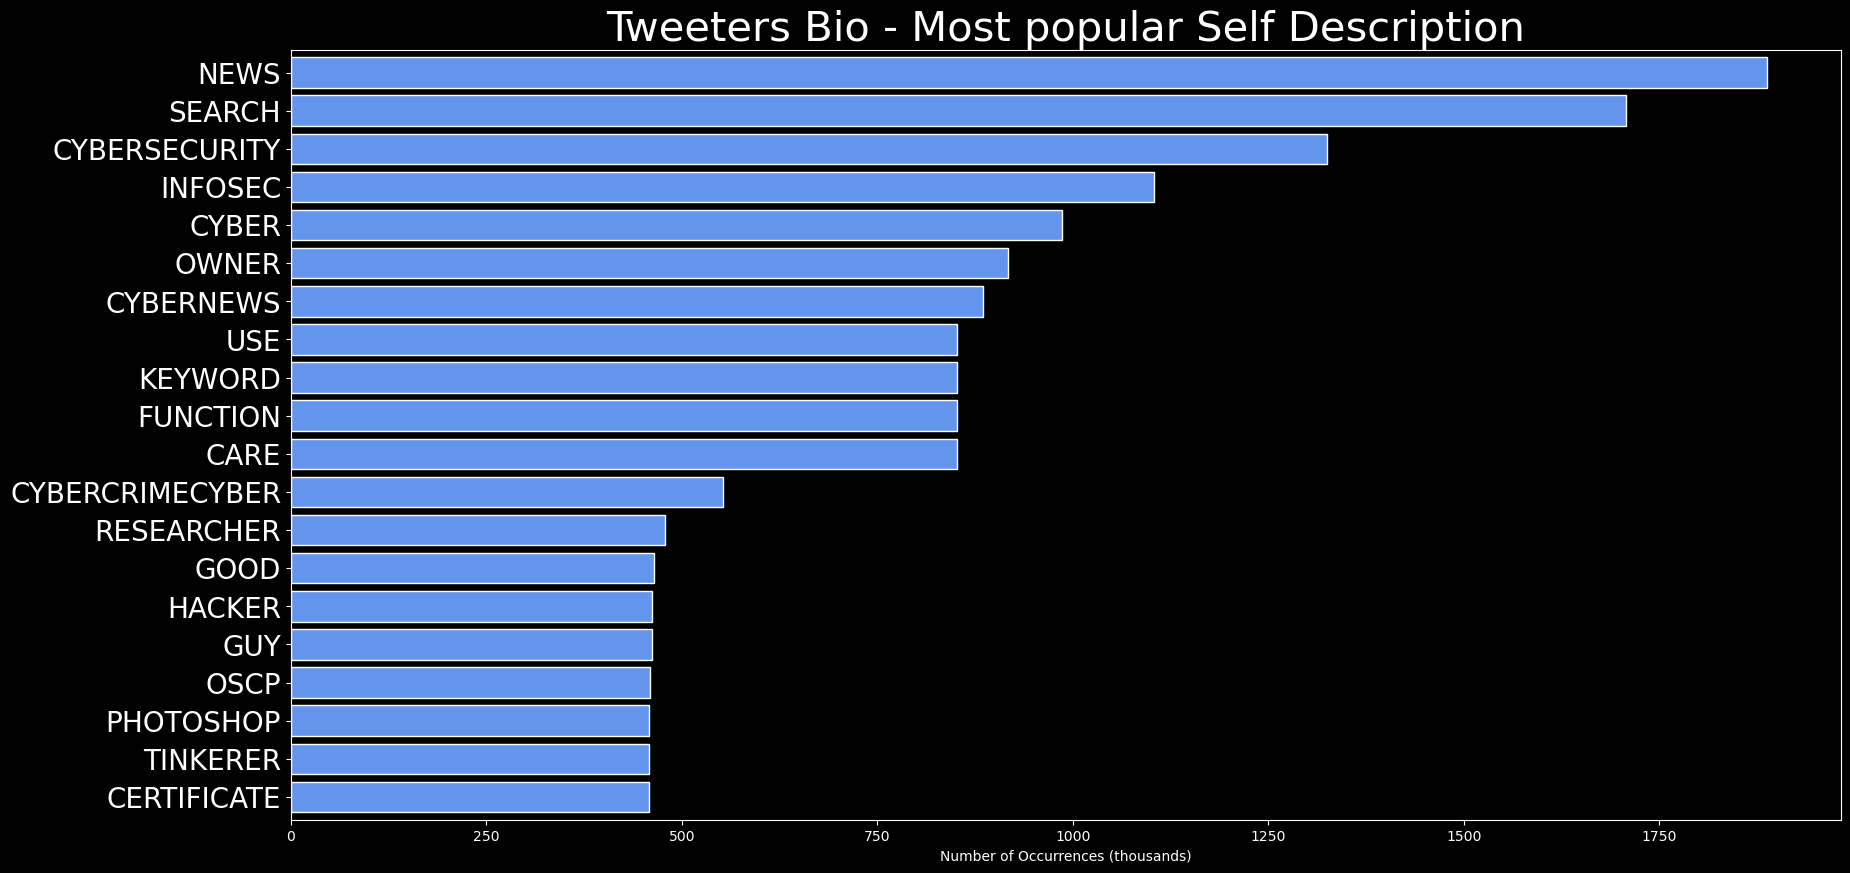 Tweeters Bio - Most popular Self Description
NEWS
SEARCH
CYBERSECURITY
INFOSEC
CYBER
OWNER
CYBERNEWS
USE
KEYWORD
FUNCTION
CARE
CYBERCRIMECYBER
RESEARCHER
GOOD
HACKER
GUY
OSCP
PHOTOSHOP
TINKERER
CERTIFICATE
0 250 500 750 1000 1250 1500 1750
Number of Occurrences (thousands)